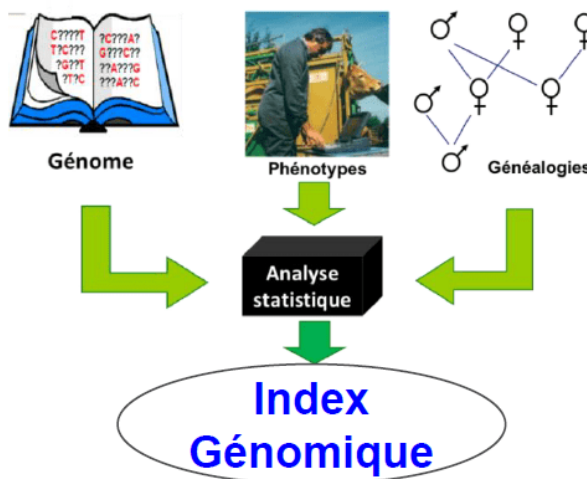 C????T
T?C???
?G??T
?T?C
?C???A?
G???C??
??A???G
???A??C
Génome
Phénotypes
Généalogies
Analyse
statistique
Index
Génomique